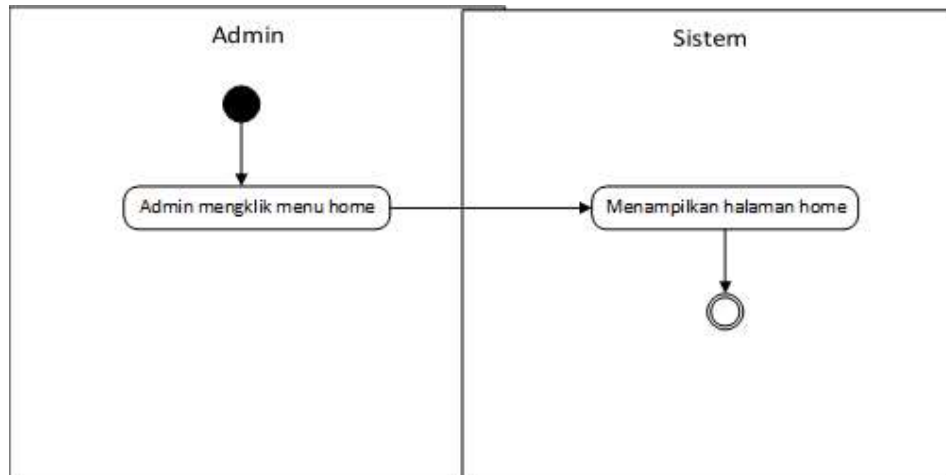 Admin
Sistem
Admin mengklik menu home
Menampilkan halaman home